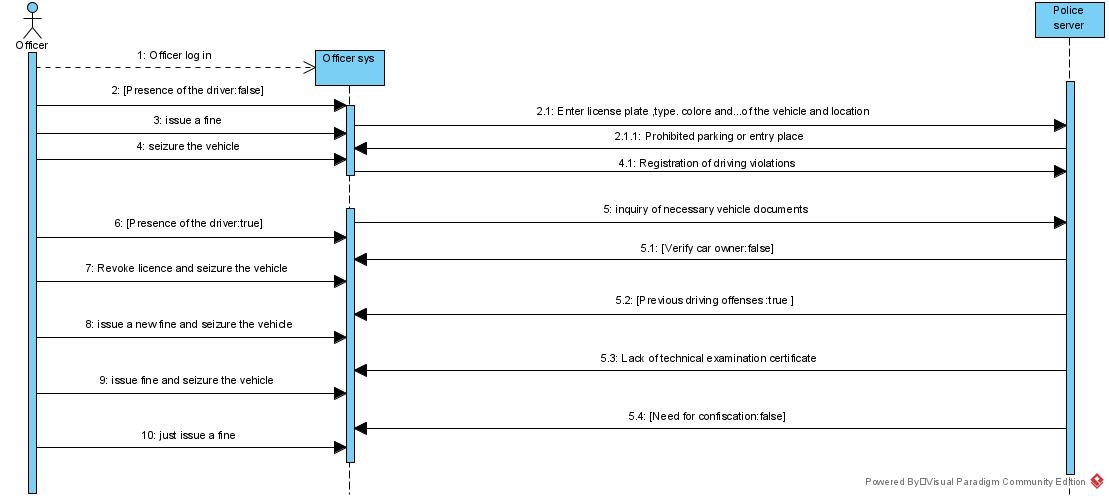 Officer
Police
server
1: Officer log in
Officer sys
2: [Presence of the driver:false]
2.1: Enter license plate ,type. colore and...of the vehicle and location
3: issue a fine
2.1.1: Prohibited parking or entry place
4: seizure the vehicle
4.1: Registration of driving violations
5: inquiry of necessary vehicle documents
6: [Presence of the driver:true]
5.1: [Verify car owner:false]
7: Revoke licence and seizure the vehicle
5.2: [Previous driving offenses :true ]
8: issue a new fine and seizure the vehicle
5.3: Lack of technical examination certificate
9: issue fine and seizure the vehicle
5.4: [Need for confiscation:false]
10: just issue a fine
Powered By Visual Paradigm Community Edition